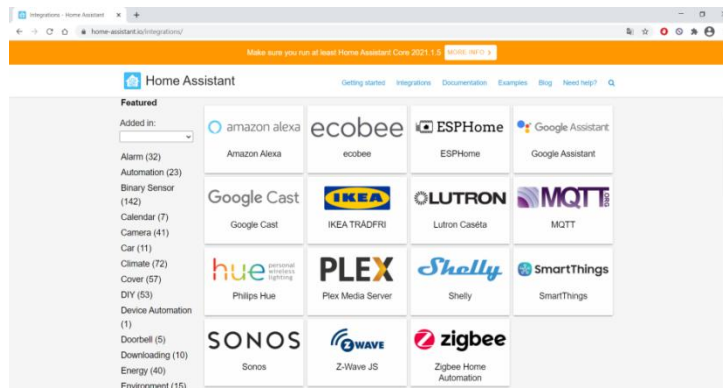 Integrations - Home Assistant
home-assistant.io/integrations/
Make sure you run at least Home Assistant Core 2021.1.5 MORE INFO >
Home Assistant
Getting started Integrations Documentation Examples Blog Need help?
Featured
Added in:
Alarm (32)
Automation (23)
Binary Sensor
(142)
Calendar (7)
Camera (41)
Car (11)
Climate (72)
Cover (57)
DIY (53)
Device Automation
(1)
Doorbell (5)
Downloading (10)
Energy (40)
Environment (15)
amazon alexa ecobee ESPHome Google Assistant
Amazon Alexa ecobee ESPHome Google Assistant
Google Cast IKEA LUTRON MQTT.ORG
Google Cast IKEA TRÅDFRI Lutron Caséta MQTT
hue personal wireless lighting PLEX Shelly SmartThings
Philips Hue Plex Media Server Shelly SmartThings
SONOS Z WAVE zigbee
Sonos Z-Wave JS Zigbee Home
Automation